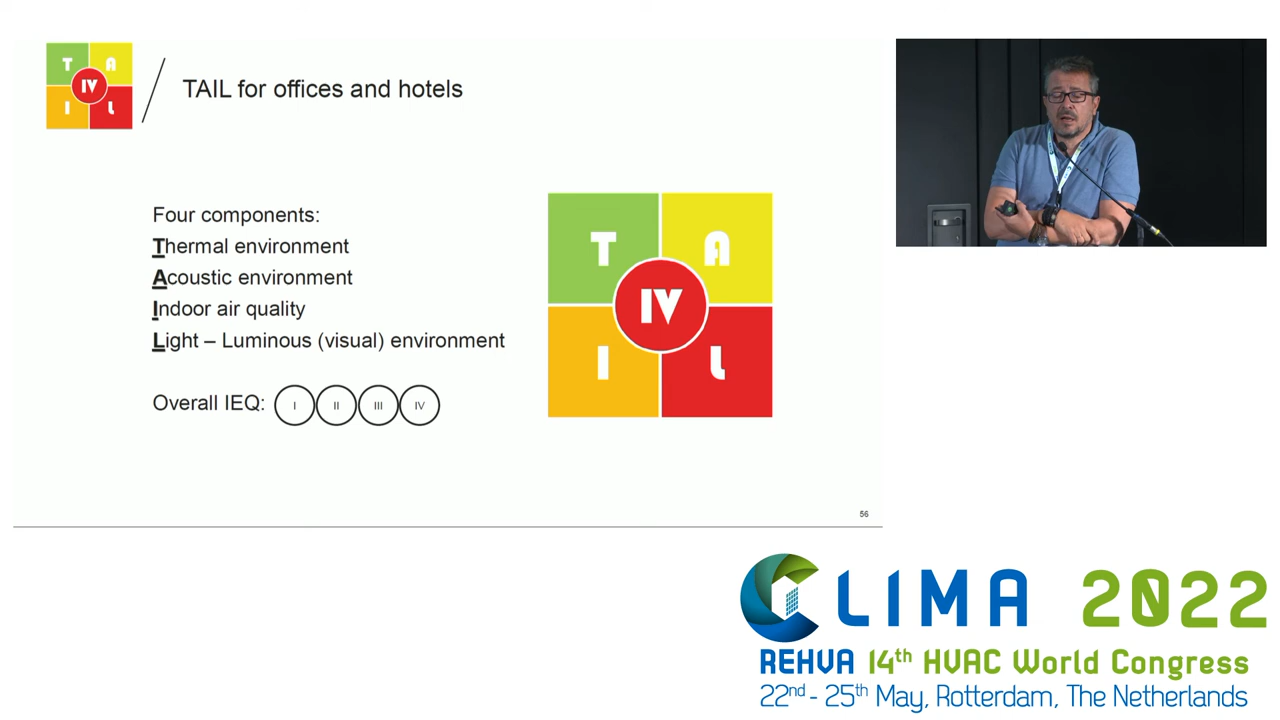 T A
IV
I L
TAIL for offices and hotels
Four components:
Thermal environment
Acoustic environment
Indoor air quality
Light – Luminous (visual) environment
Overall IEQ: I II III IV
T A
IV
I L
56
CLIMA 2022
REHVA 14th HVAC World Congress
22nd - 25th May, Rotterdam, The Netherlands